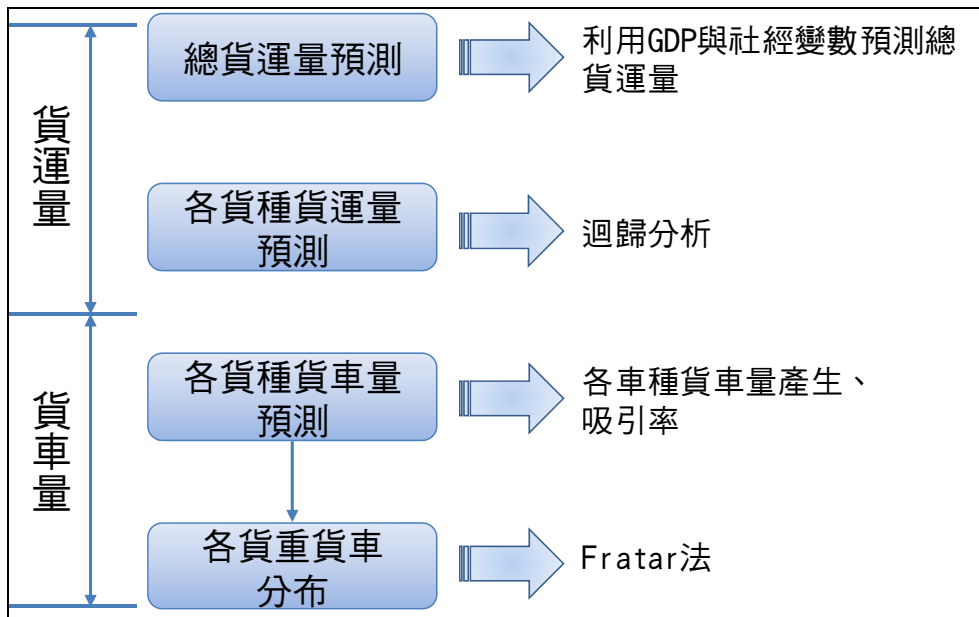 貨運量
總貨運量預測
利用GDP與社經變數預測總
貨運量
各貨種貨運量
預測
迴歸分析
貨車量
各貨種貨車量
預測
各車種貨車量產生、
吸引率
各貨重貨車
分布
Fratar法